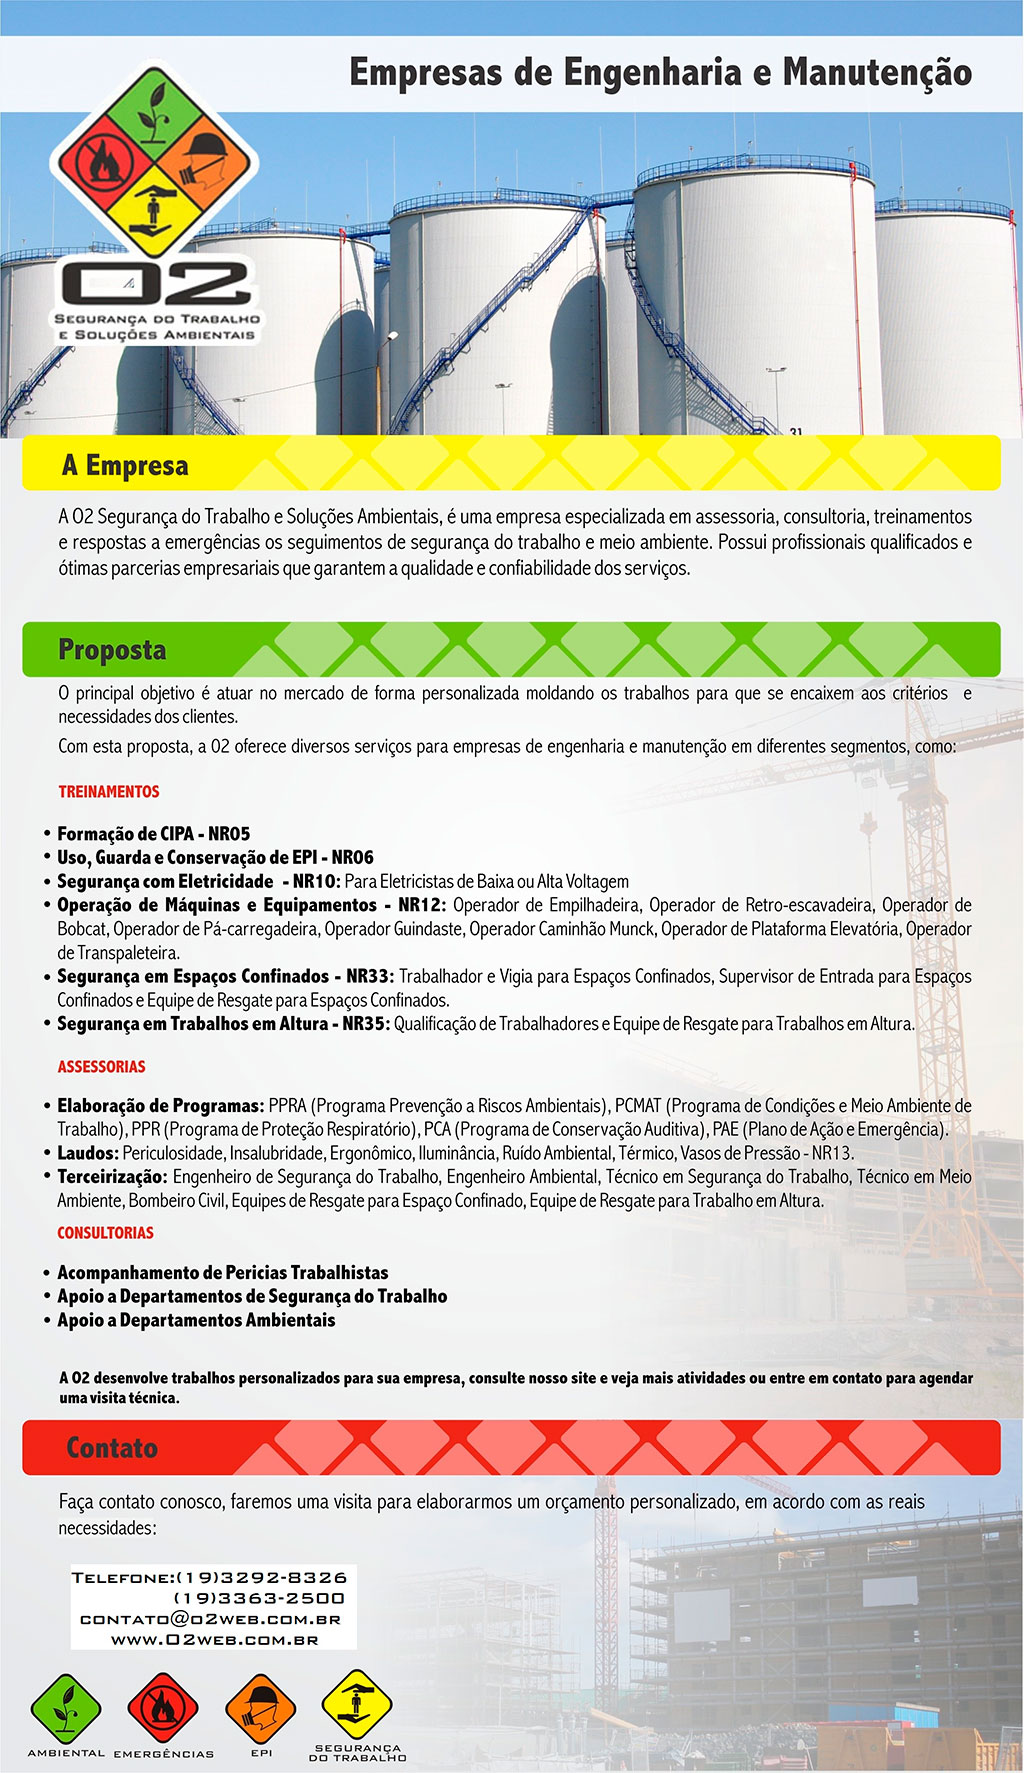 Empresas de Engenharia e Manutenção
O2
Segurança do Trabalho
e Soluções Ambientais
31
A Empresa
A O2 Segurança do Trabalho e Soluções Ambientais, é uma empresa especializada em assessoria, consultoria, treinamentos
e respostas a emergências os seguimentos de segurança do trabalho e meio ambiente. Possui profissionais qualificados e
ótimas parcerias empresariais que garantem a qualidade e confiabilidade dos serviços.
Proposta
O principal objetivo é atuar no mercado de forma personalizada moldando os trabalhos para que se encaixem aos critérios e
necessidades dos clientes.
Com esta proposta, a O2 oferece diversos serviços para empresas de engenharia e manutenção em diferentes segmentos, como:
TREINAMENTOS
• Formação de CIPA - NR05
• Uso, Guarda e Conservação de EPI - NR06
• Segurança com Eletricidade - NR10: Para Eletricistas de Baixa ou Alta Voltagem
• Operação de Máquinas e Equipamentos - NR12: Operador de Empilhadeira, Operador de Retro-escavadeira, Operador de
Bobcat, Operador de Pá-carregadeira, Operador Guindaste, Operador Caminhão Munck, Operador de Plataforma Elevatória, Operador
de Transpaleteira.
• Segurança em Espaços Confinados - NR33: Trabalhador e Vigia para Espaços Confinados, Supervisor de Entrada para Espaços
Confinados e Equipe de Resgate para Espaços Confinados.
• Segurança em Trabalhos em Altura - NR35: Qualificação de Trabalhadores e Equipe de Resgate para Trabalhos em Altura.
ASSESSORIAS
• Elaboração de Programas: PPRA (Programa Prevenção a Riscos Ambientais), PCMAT (Programa de Condições e Meio Ambiente de
Trabalho), PPR (Programa de Proteção Respiratório), PCA (Programa de Conservação Auditiva), PAE (Plano de Ação e Emergência).
• Laudos: Periculosidade, Insalubridade, Ergonômico, Iluminância, Ruído Ambiental, Térmico, Vasos de Pressão - NR13.
• Terceirização: Engenheiro de Segurança do Trabalho, Engenheiro Ambiental, Técnico em Segurança do Trabalho, Técnico em Meio
Ambiente, Bombeiro Civil, Equipes de Resgate para Espaço Confinado, Equipe de Resgate para Trabalho em Altura.
CONSULTORIAS
• Acompanhamento de Pericias Trabalhistas
• Apoio a Departamentos de Segurança do Trabalho
• Apoio a Departamentos Ambientais
A O2 desenvolve trabalhos personalizados para sua empresa, consulte nosso site e veja mais atividades ou entre em contato para agendar
uma visita técnica.
Contato
Faça contato conosco, faremos uma visita para elaborarmos um orçamento personalizado, em acordo com as reais
necessidades:
Telefone:(19)3292-8326
(19)3363-2500
contato@o2web.com.br
www.O2web.com.br
Ambiental
Emergências
EPI
Segurança
do Trabalho